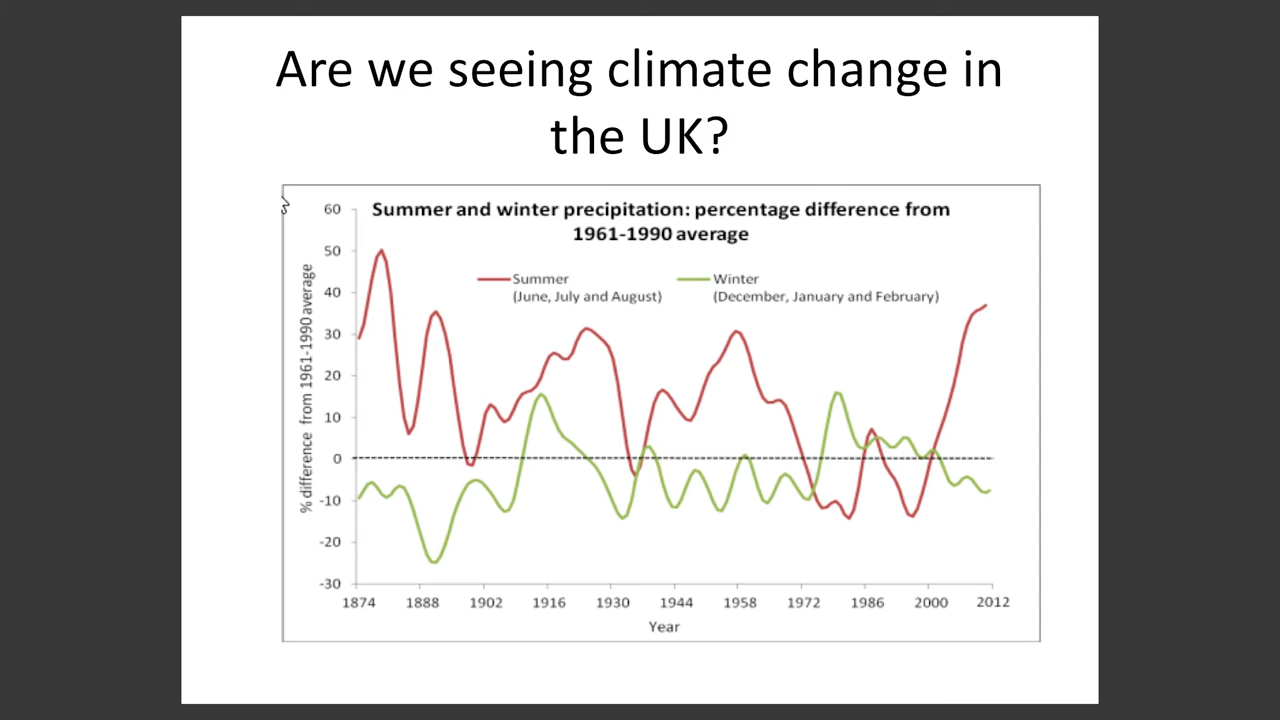 Are we seeing climate change in
the UK?
Summer and winter precipitation: percentage difference from
1961-1990 average
Summer
(June, July and August)
Winter
(December, January and February)
% difference from 1961-1990 average
60
50
40
30
20
10
0
-10
-20
-30
1874 1888 1902 1916 1930 1944 1958 1972 1986 2000 2012
Year